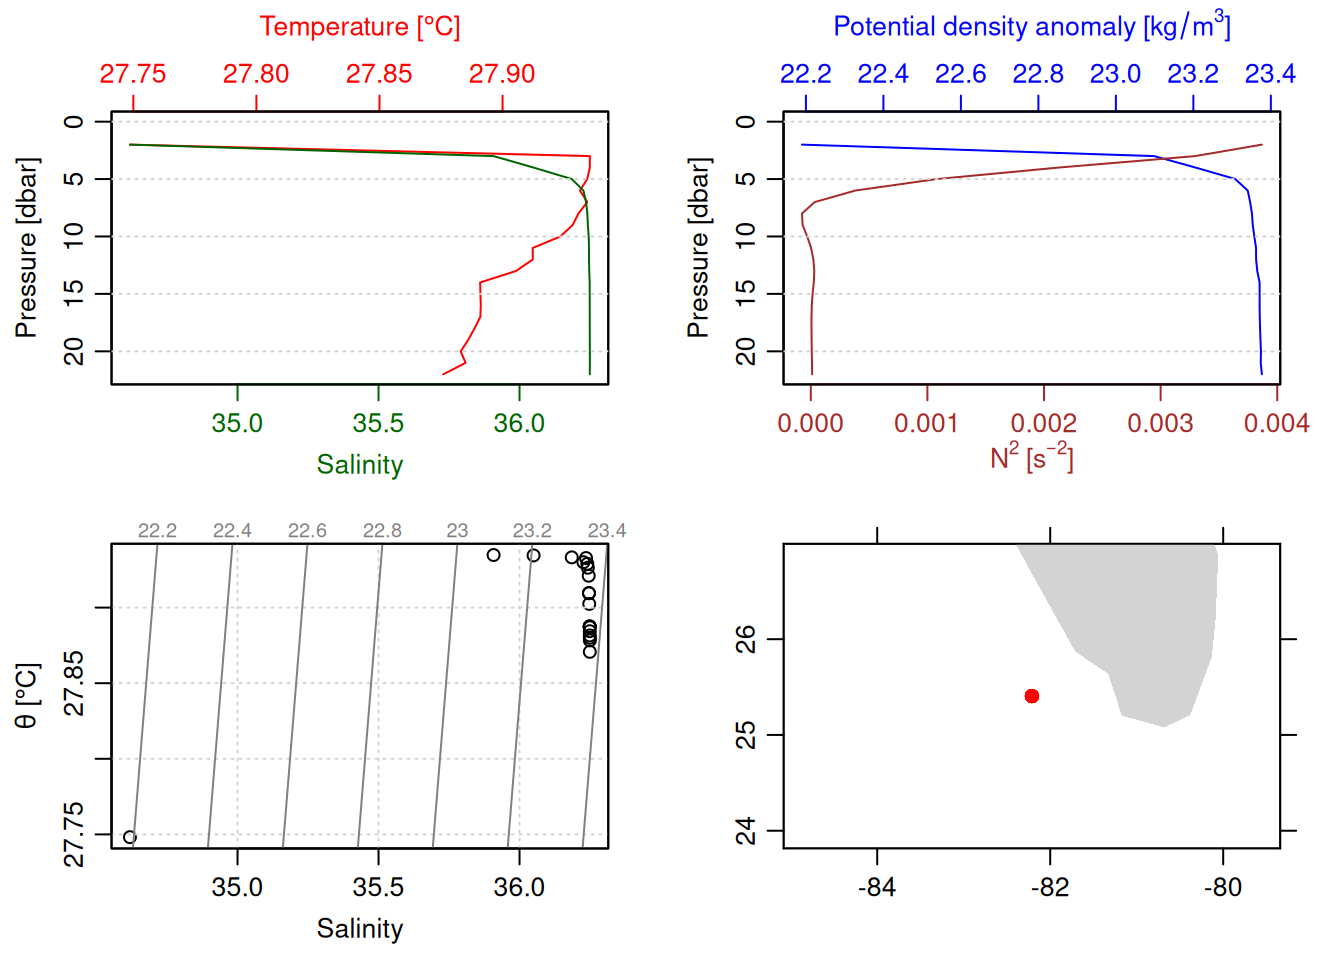 Temperature [°C]
27.75 27.80 27.85 27.90
0
5
10
15
20
Pressure [dbar]
35.0 35.5 36.0
Salinity
Potential density anomaly [kg/m³]
22.2 22.4 22.6 22.8 23.0 23.2 23.4
0
5
10
15
20
Pressure [dbar]
0.000 0.001 0.002 0.003 0.004
N² [s⁻²]
22.2 22.4 22.6 22.8 23 23.2 23.4
27.85
27.75
θ [°C]
35.0 35.5 36.0
Salinity
26
25
24
-84 -82 -80